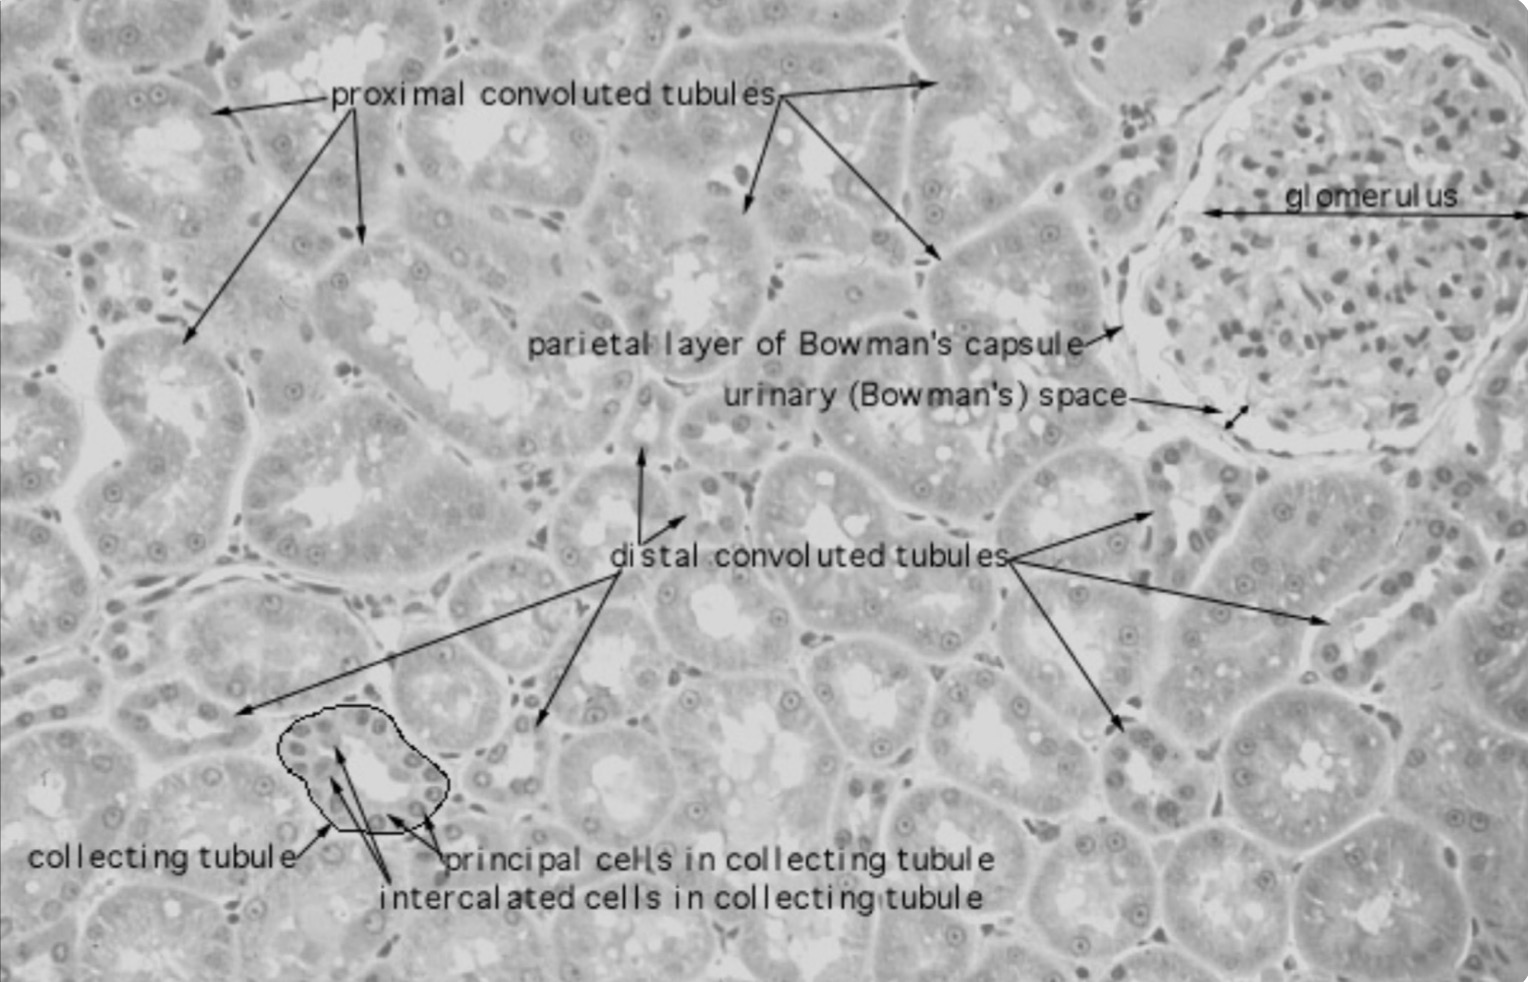 proximal convoluted tubules
glomerulus
parietal layer of Bowman's capsule
urinary (Bowman's) space
distal convoluted tubules
collecting tubule
principal cells in collecting tubule
intercalated cells in collecting tubule